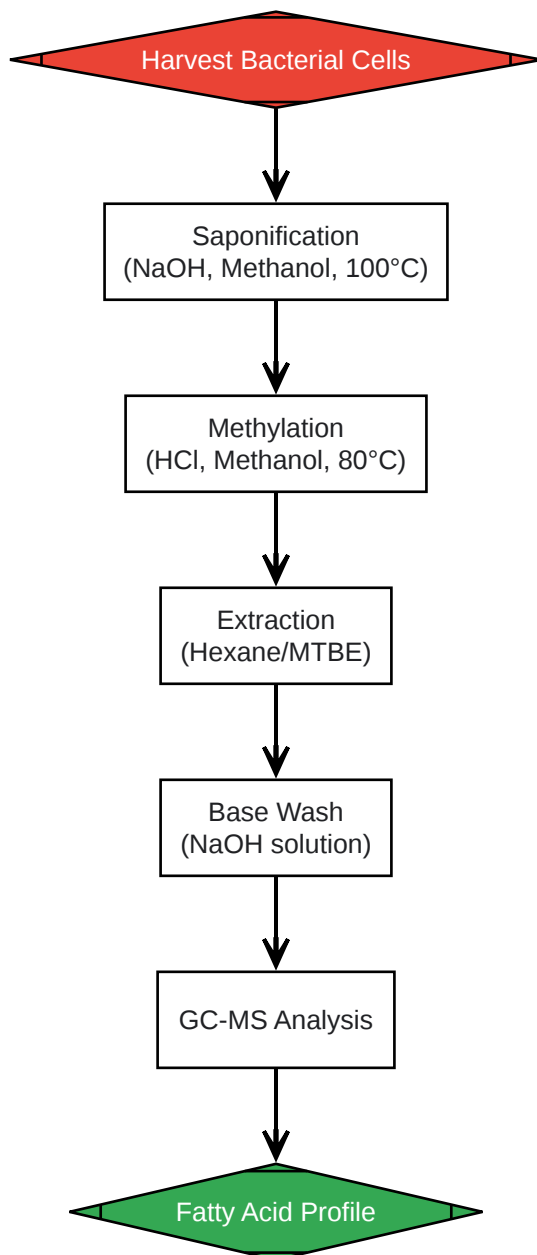 Harvest Bacterial Cells
Saponification
(NaOH, Methanol, 100°C)
Methylation
(HCl, Methanol, 80°C)
Extraction
(Hexane/MTBE)
Base Wash
(NaOH solution)
GC-MS Analysis
Fatty Acid Profile